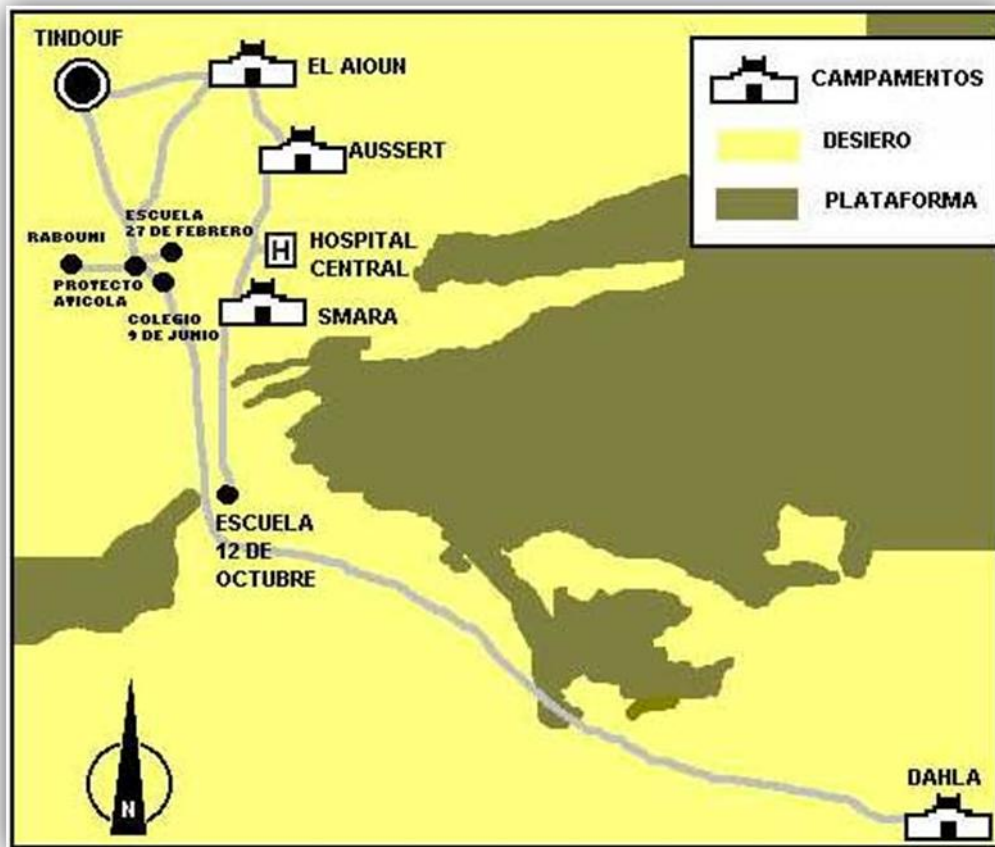 TINDOUF
EL AIOUN
CAMPAMENTOS
DESIERO
PLATAFORMA
AUSSERT
ESCUELA
27 DE FEBRERO
RABOUNI
HOSPITAL
CENTRAL
H
PROYECTO
AVICOLA
COLEGIO
9 DE JUNIO
SMARA
ESCUELA
12 DE
OCTUBRE
DAHLA
N